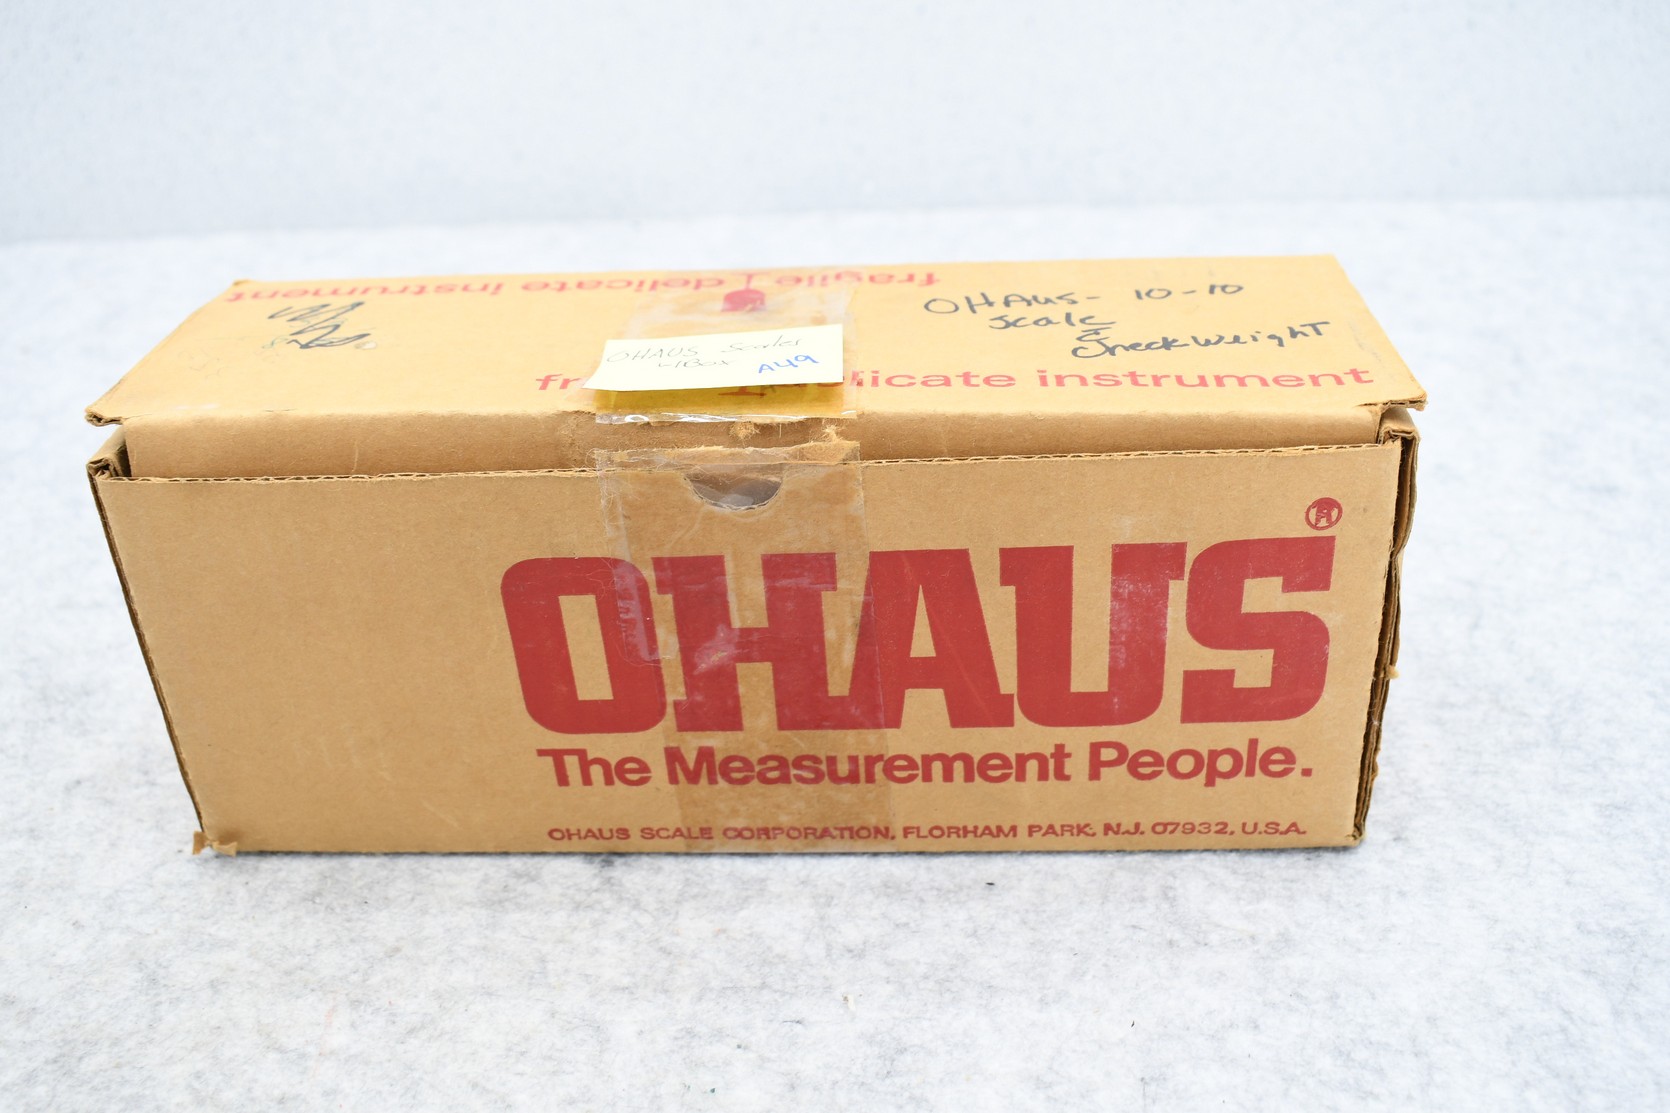 fragile delicate instrument
OHAUS - 10-10
scale
&
checkweight
OHAUS Scales
w/Box A49
delicate instrument
OHAUS
®
The Measurement People.
OHAUS SCALE CORPORATION, FLORHAM PARK, N.J. 07932, U.S.A.